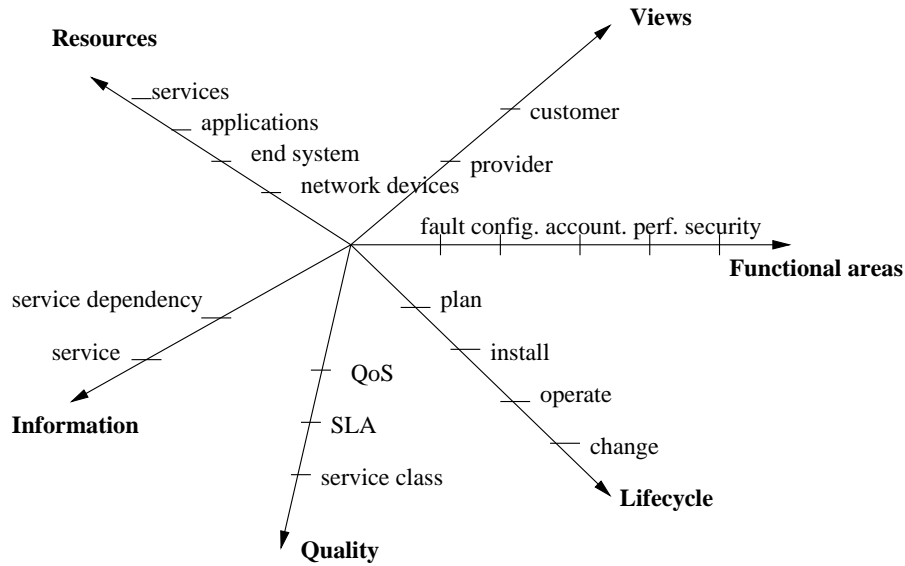 Views
Resources
services
customer
applications
end system
provider
network devices
fault config. account. perf. security
Functional areas
service dependency
plan
service
install
QoS
operate
Information
SLA
change
service class
Lifecycle
Quality